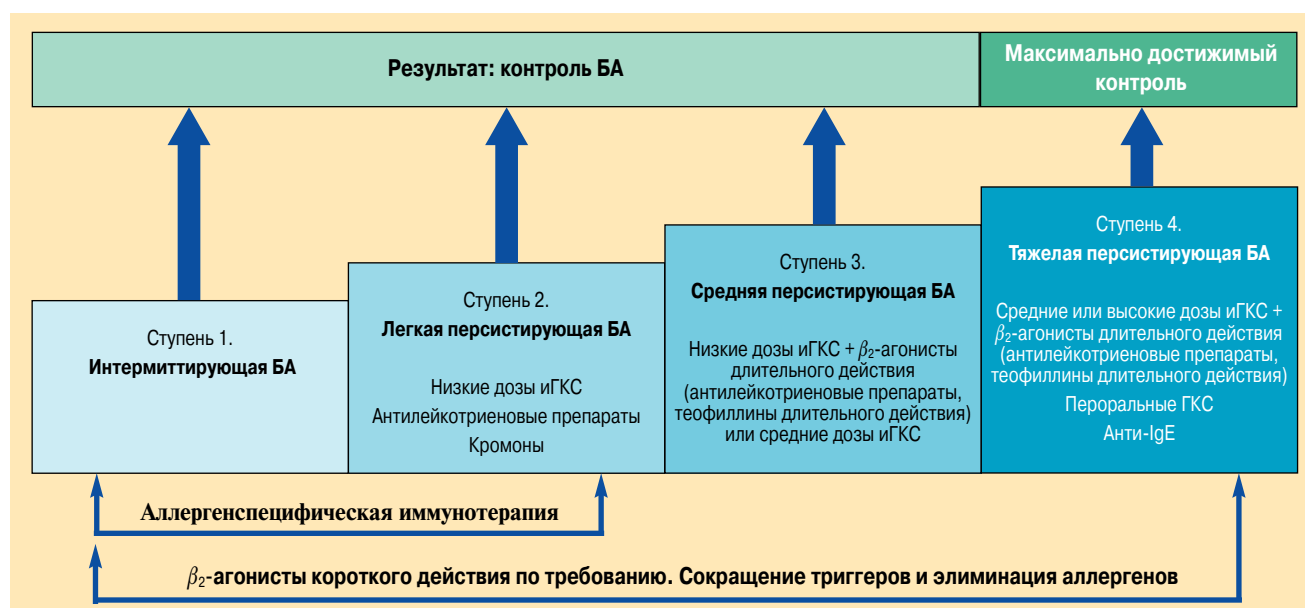 Результат: контроль БА
Максимально достижимый
контроль
Ступень 1.
Интермиттирующая БА
Ступень 2.
Легкая персистирующая БА
Низкие дозы иГКС
Антилейкотриеновые препараты
Кромоны
Ступень 3.
Средняя персистирующая БА
Низкие дозы иГКС + β₂-агонисты
длительного действия
(антилейкотриеновые препараты,
теофиллины длительного действия)
или средние дозы иГКС
Ступень 4.
Тяжелая персистирующая БА
Средние или высокие дозы иГКС +
β₂-агонисты длительного действия
(антилейкотриеновые препараты,
теофиллины длительного действия)
Пероральные ГКС
Анти-IgE
Аллергенспецифическая иммунотерапия
β₂-агонисты короткого действия по требованию. Сокращение триггеров и элиминация аллергенов